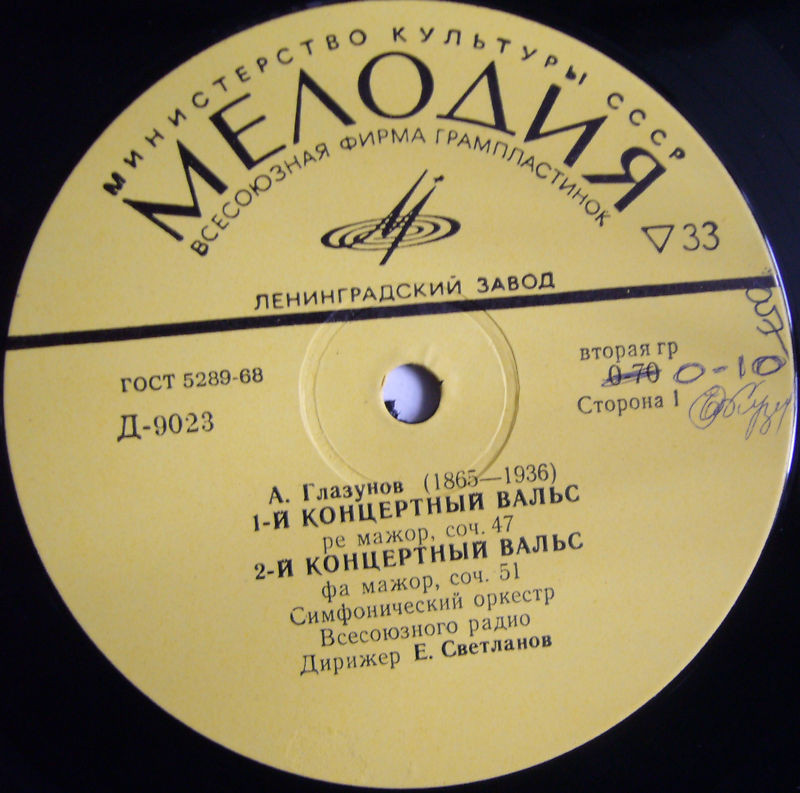 МИНИСТЕРСТВО КУЛЬТУРЫ СССР
МЕЛОДИЯ
ВСЕСОЮЗНАЯ ФИРМА ГРАМПЛАСТИНОК
33
ЛЕНИНГРАДСКИЙ ЗАВОД
ГОСТ 5289-68
Д-9023
вторая гр
0-70 0-10
Сторона 1
А. Глазунов (1865—1936)
1-Й КОНЦЕРТНЫЙ ВАЛЬС
ре мажор, соч. 47
2-Й КОНЦЕРТНЫЙ ВАЛЬС
фа мажор, соч. 51
Симфонический оркестр
Всесоюзного радио
Дирижер Е. Светланов